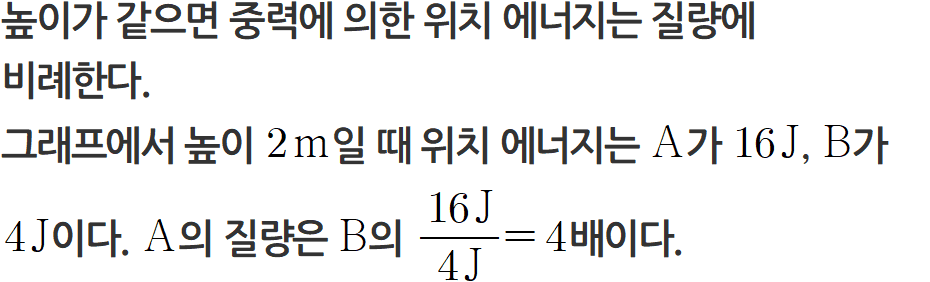 높이가 같으면 중력에 의한 위치 에너지는 질량에
비례한다.
그래프에서 높이 2m일 때 위치 에너지는 A가 16J, B가
4J이다. A의 질량은 B의 16J/4J = 4배이다.